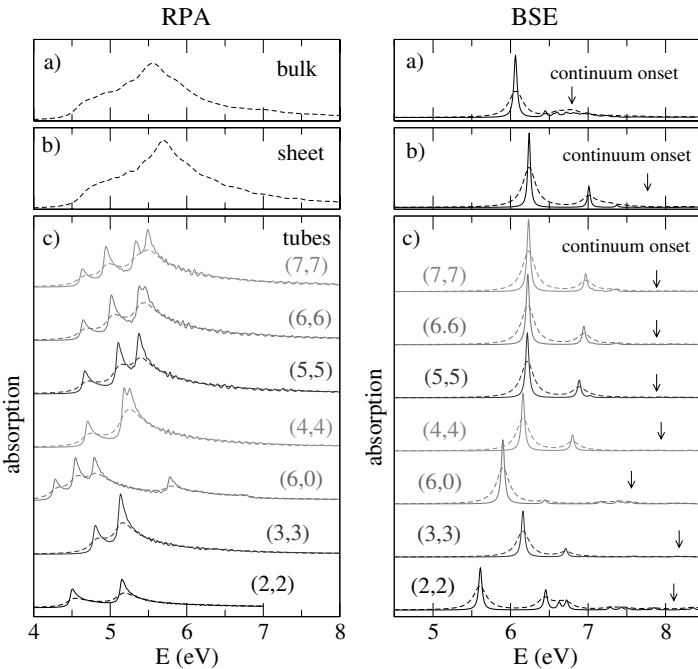 RPA
BSE
a)
bulk
b)
sheet
c)
tubes
(7,7)
(6,6)
(5,5)
(4,4)
(6,0)
(3,3)
(2,2)
absorption
4 5 6 7 8
E (eV)
a)
continuum onset
b)
continuum onset
c)
continuum onset
(7,7)
(6.6)
(5,5)
(4,4)
(6,0)
(3,3)
(2,2)
absorption
5 6 7 8
E (eV)